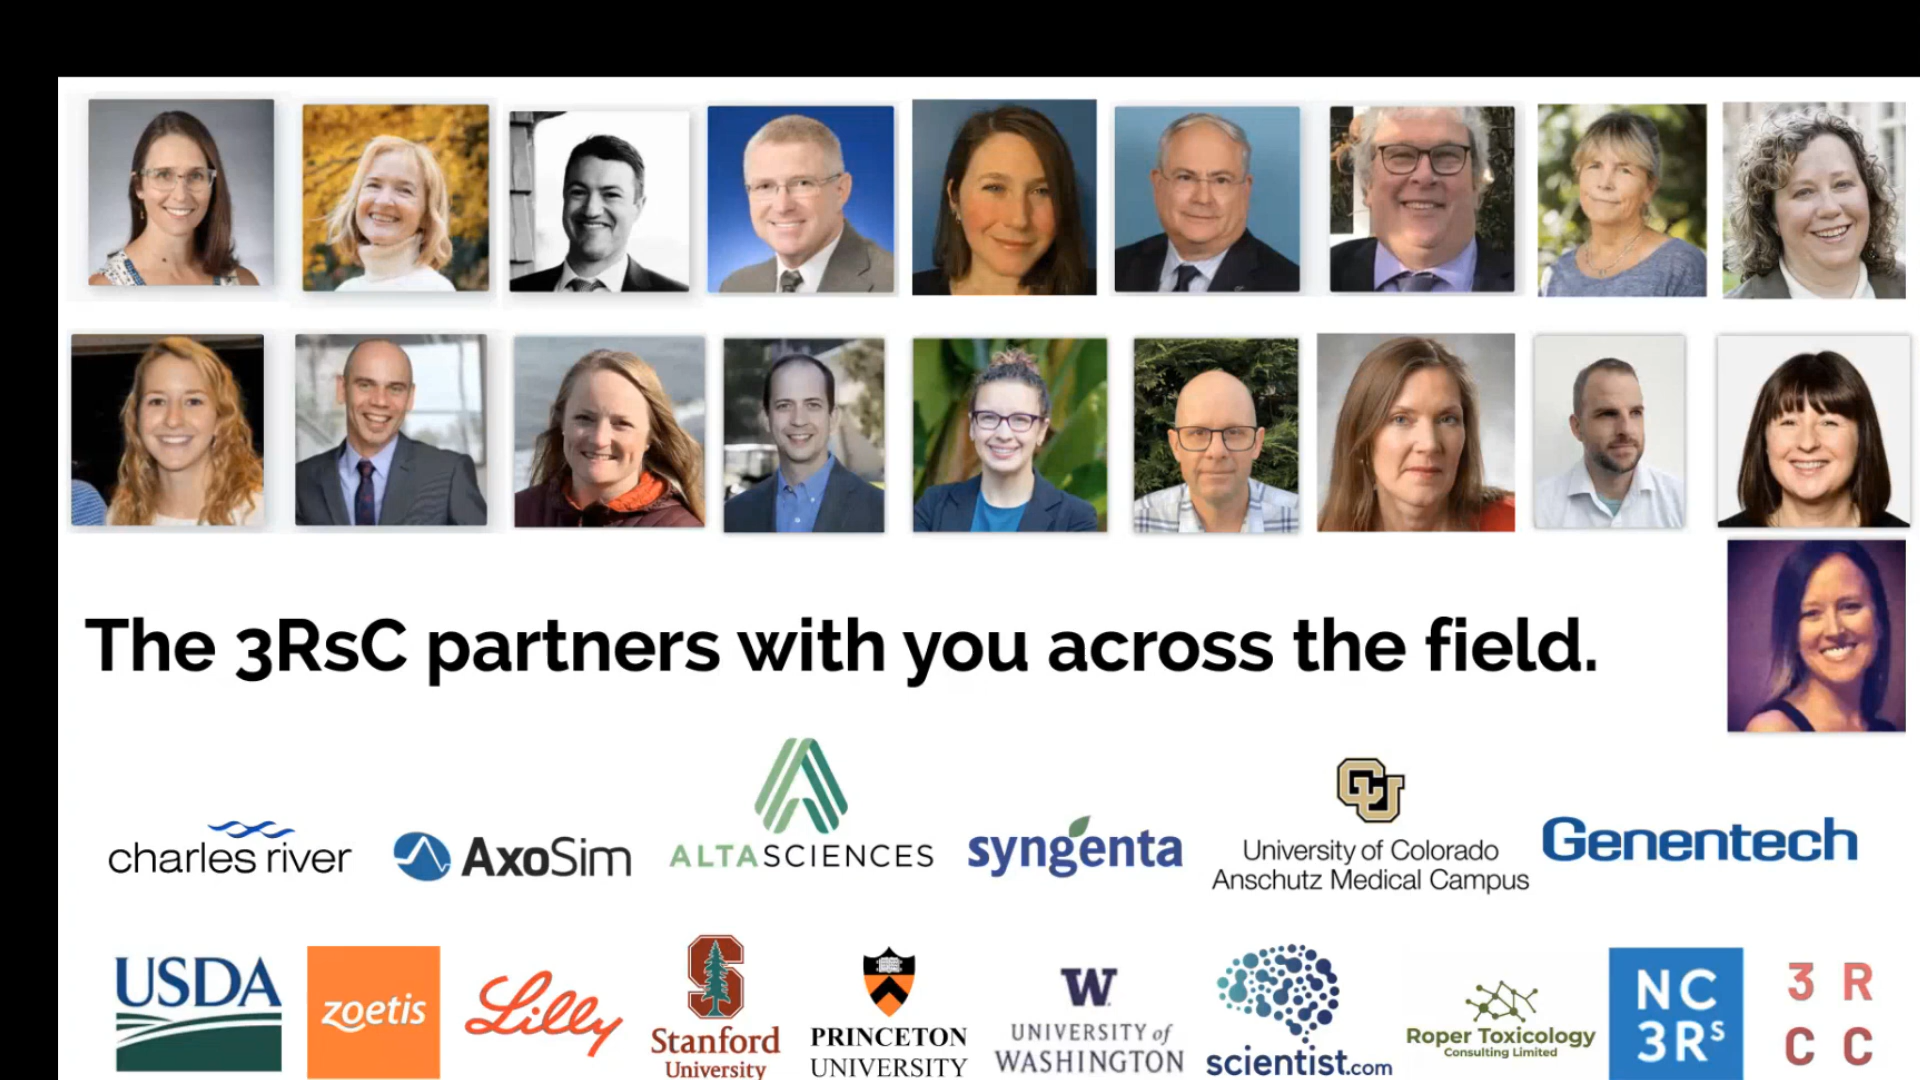 The 3RsC partners with you across the field.
charles river
AxoSim
ALTASCIENCES
syngenta
CU
University of Colorado
Anschutz Medical Campus
Genentech
USDA
zoetis
Lilly
S
Stanford
University
PRINCETON
UNIVERSITY
W
UNIVERSITY of
WASHINGTON
scientist.com
Roper Toxicology
Consulting Limited
NC
3Rs
3 R
C C